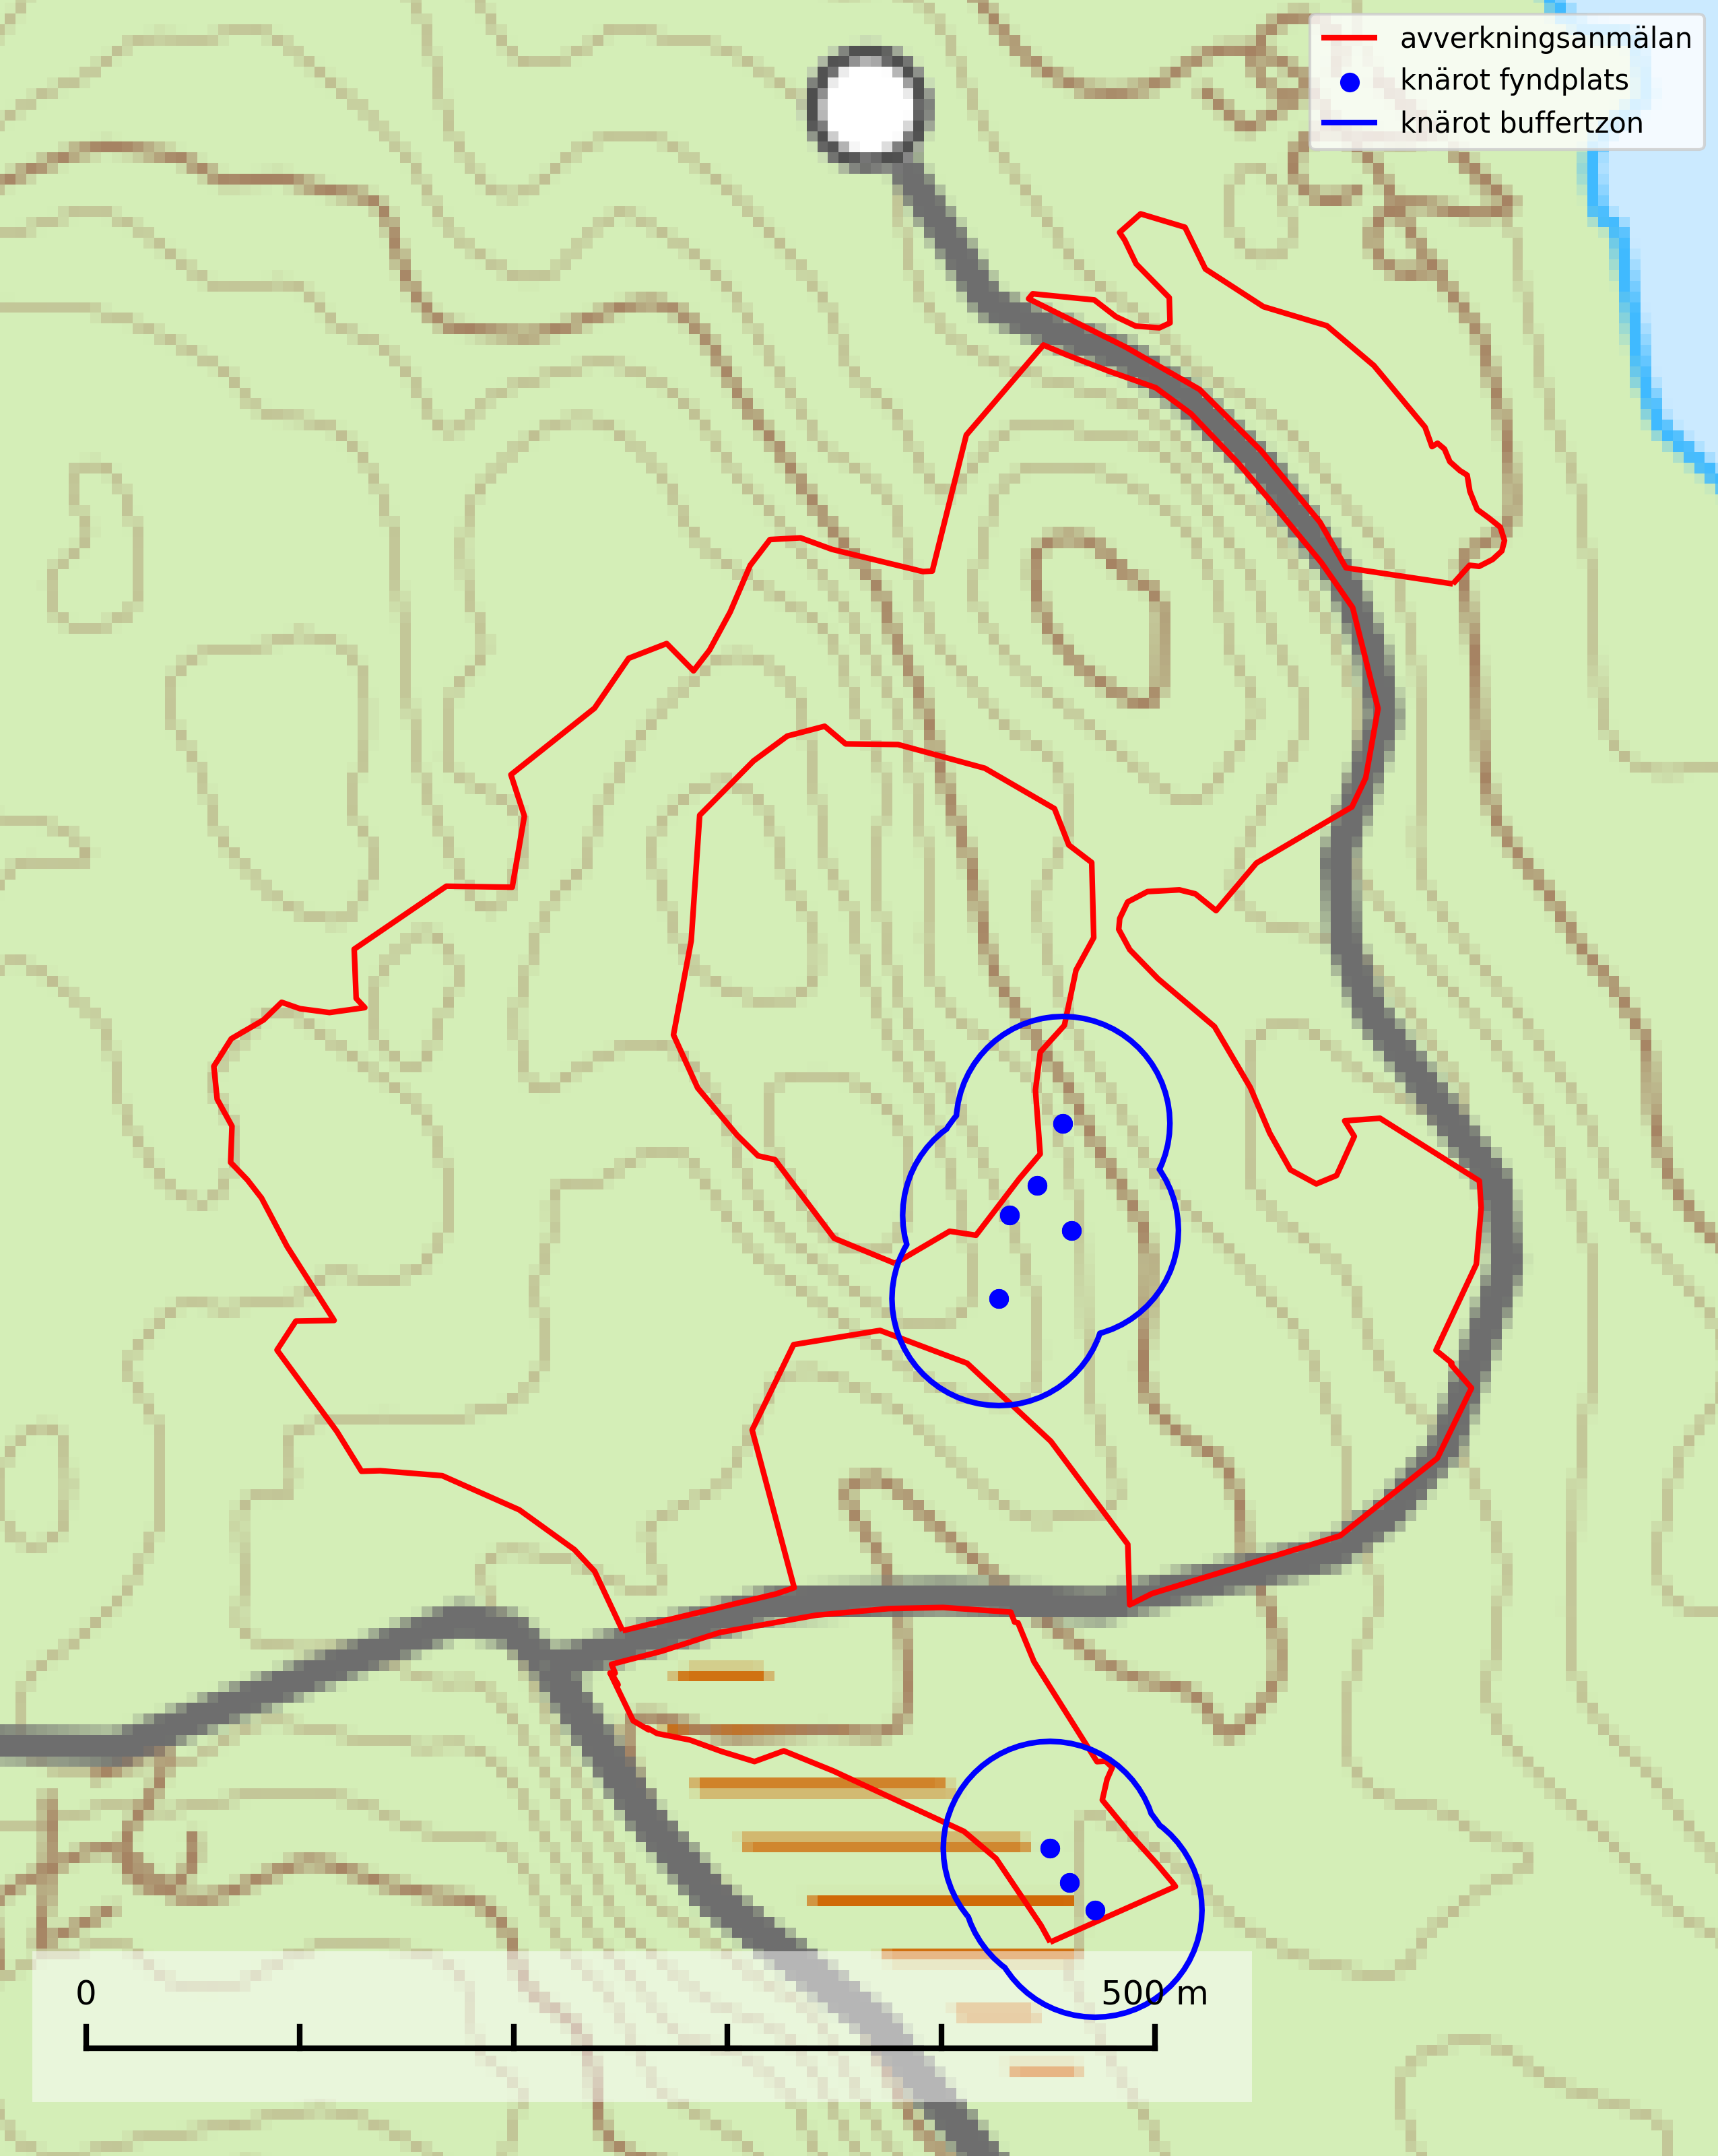 avverkningsanmälan
knärot fyndplats
knärot buffertzon
0 500 m